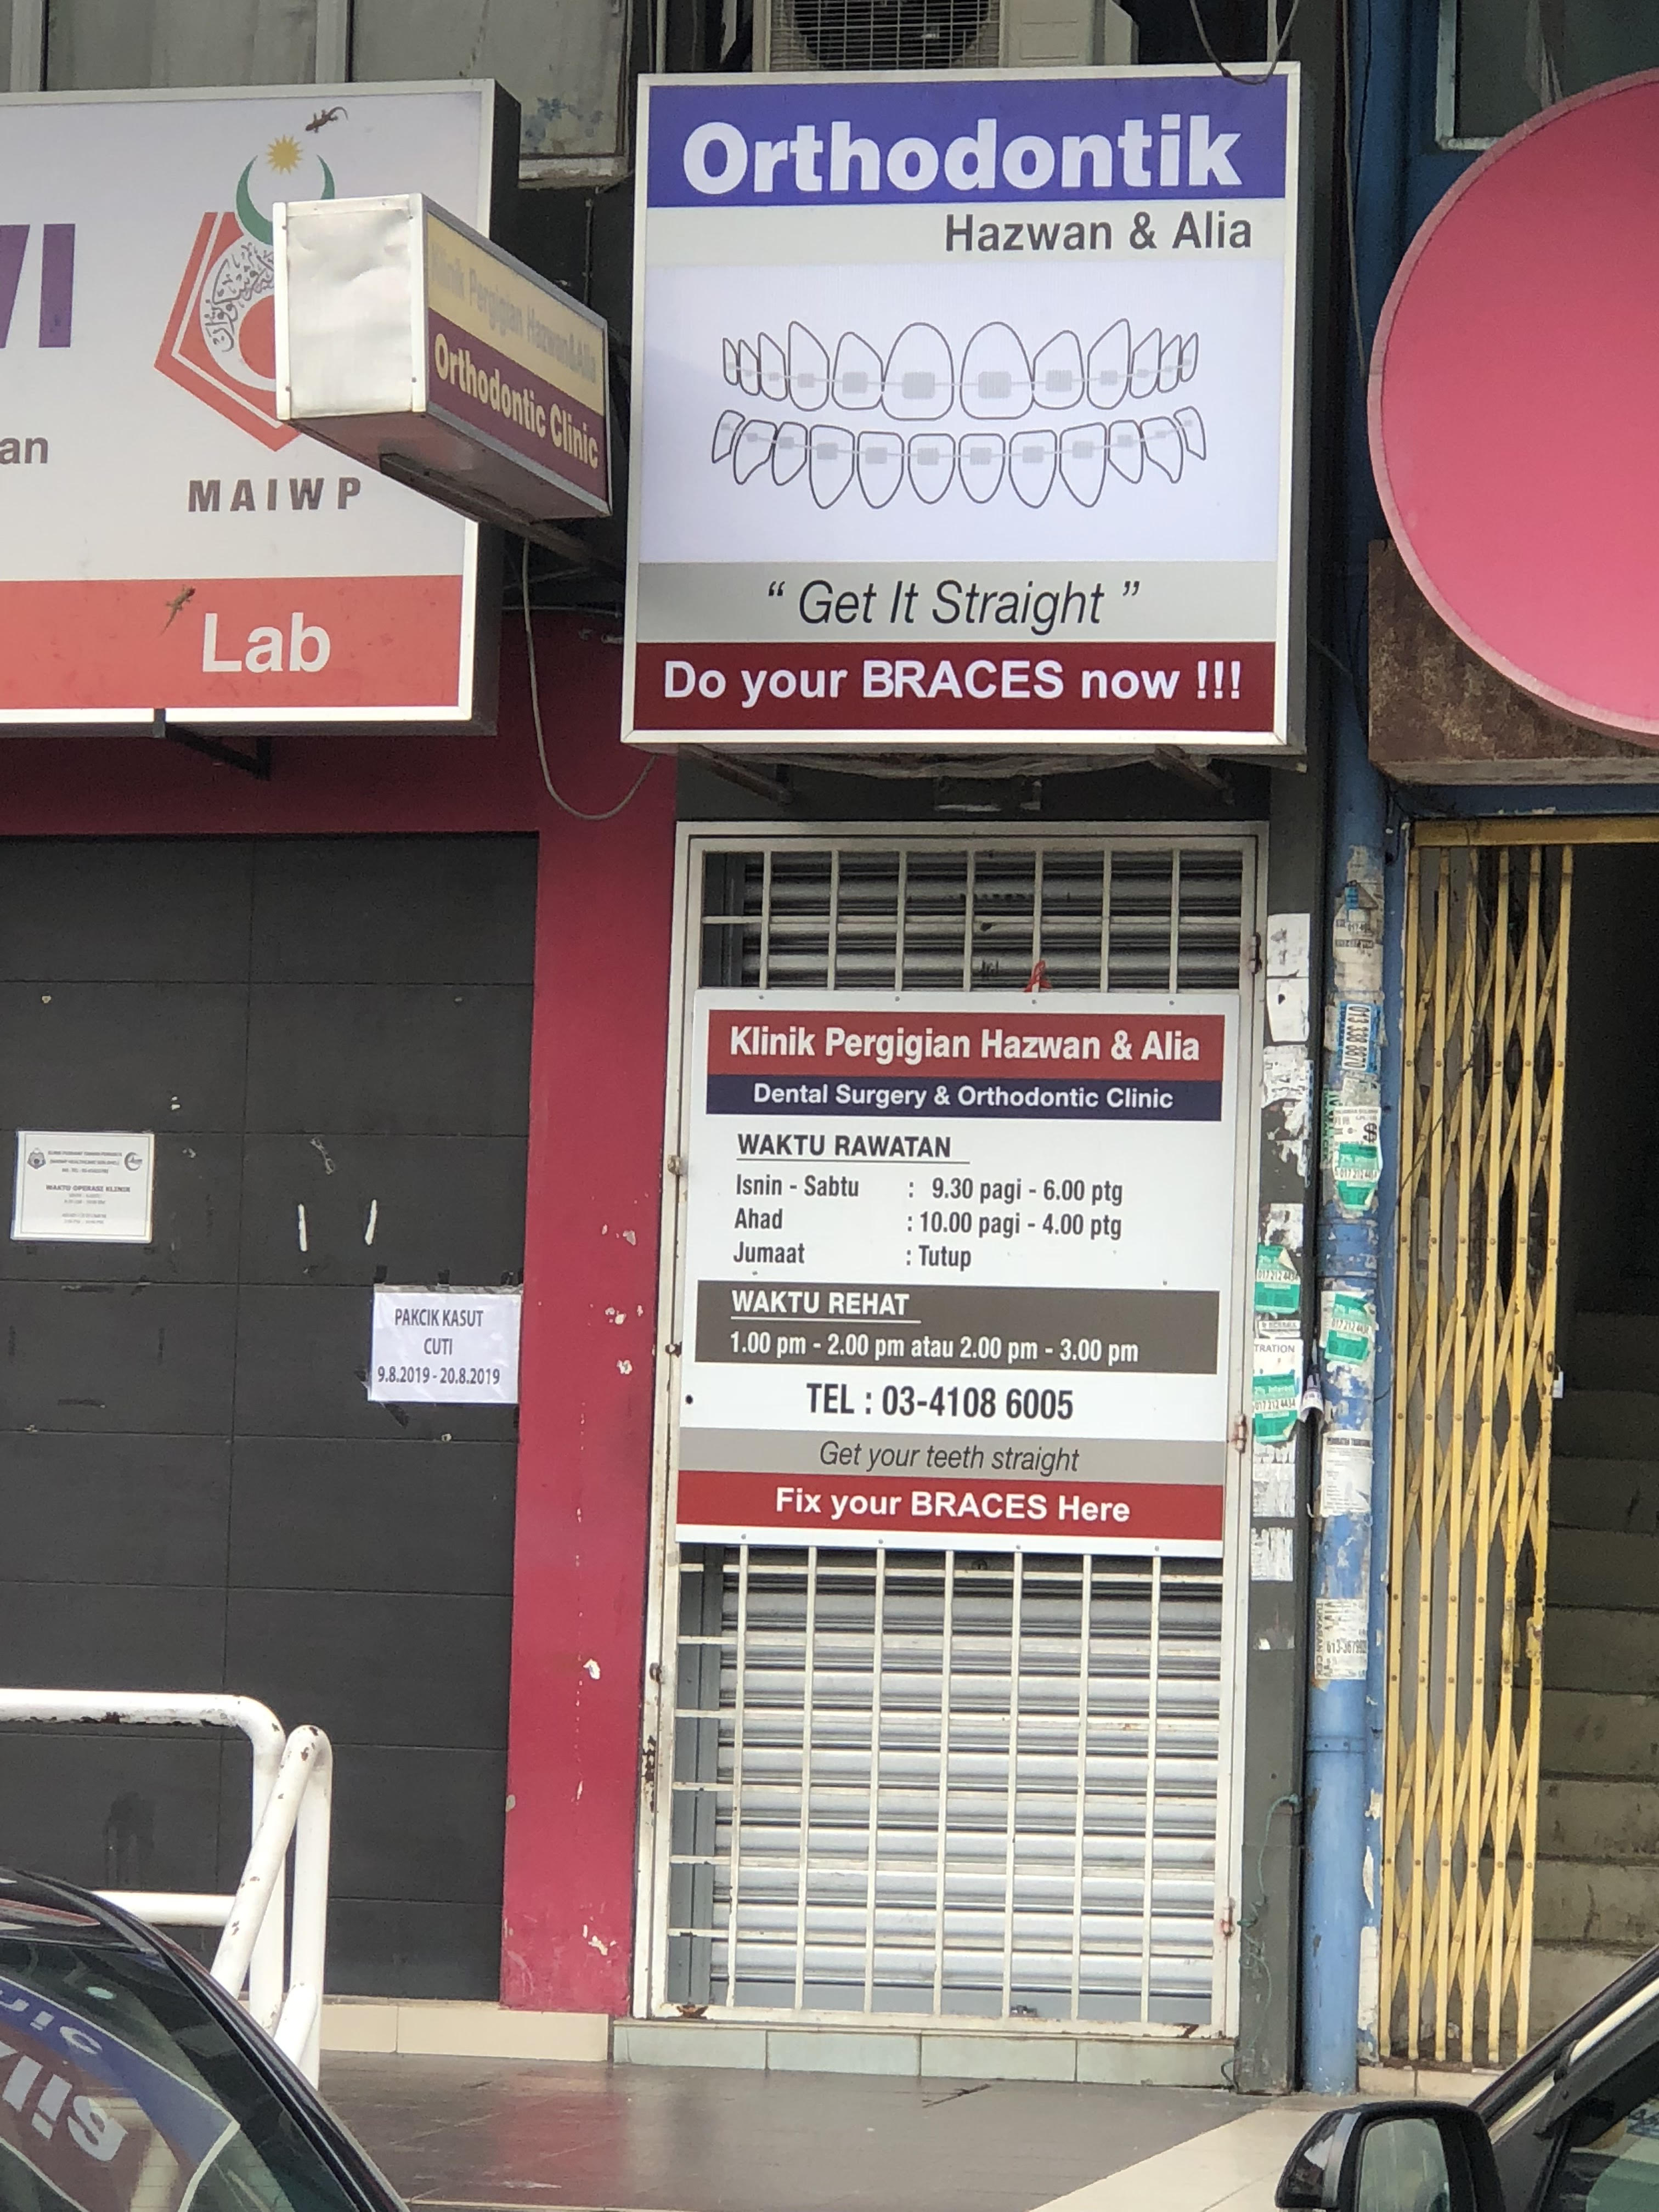 an
MAIWP
Lab
Klinik Pergigian Hazwan&Alia
Orthodontic Clinic
Orthodontik
Hazwan & Alia
“ Get It Straight ”
Do your BRACES now !!!
Klinik Pergigian Hazwan & Alia
Dental Surgery & Orthodontic Clinic
WAKTU RAWATAN
Isnin - Sabtu : 9.30 pagi - 6.00 ptg
Ahad : 10.00 pagi - 4.00 ptg
Jumaat : Tutup
WAKTU REHAT
1.00 pm - 2.00 pm atau 2.00 pm - 3.00 pm
TEL : 03-4108 6005
Get your teeth straight
Fix your BRACES Here
WAKTU OPERASI KLINIK
PAKCIK KASUT
CUTI
9.8.2019 - 20.8.2019
TRATION
017 212 4434